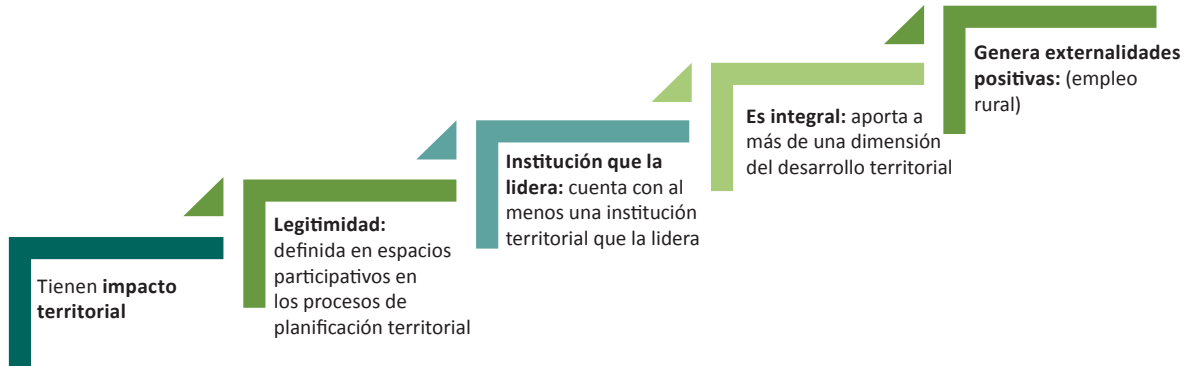 Tienen impacto
territorial
Legitimidad:
definida en espacios
participativos en
los procesos de
planificación territorial
Institución que la
lidera: cuenta con al
menos una institución
territorial que la lidera
Es integral: aporta a
más de una dimensión
del desarrollo territorial
Genera externalidades
positivas: (empleo
rural)